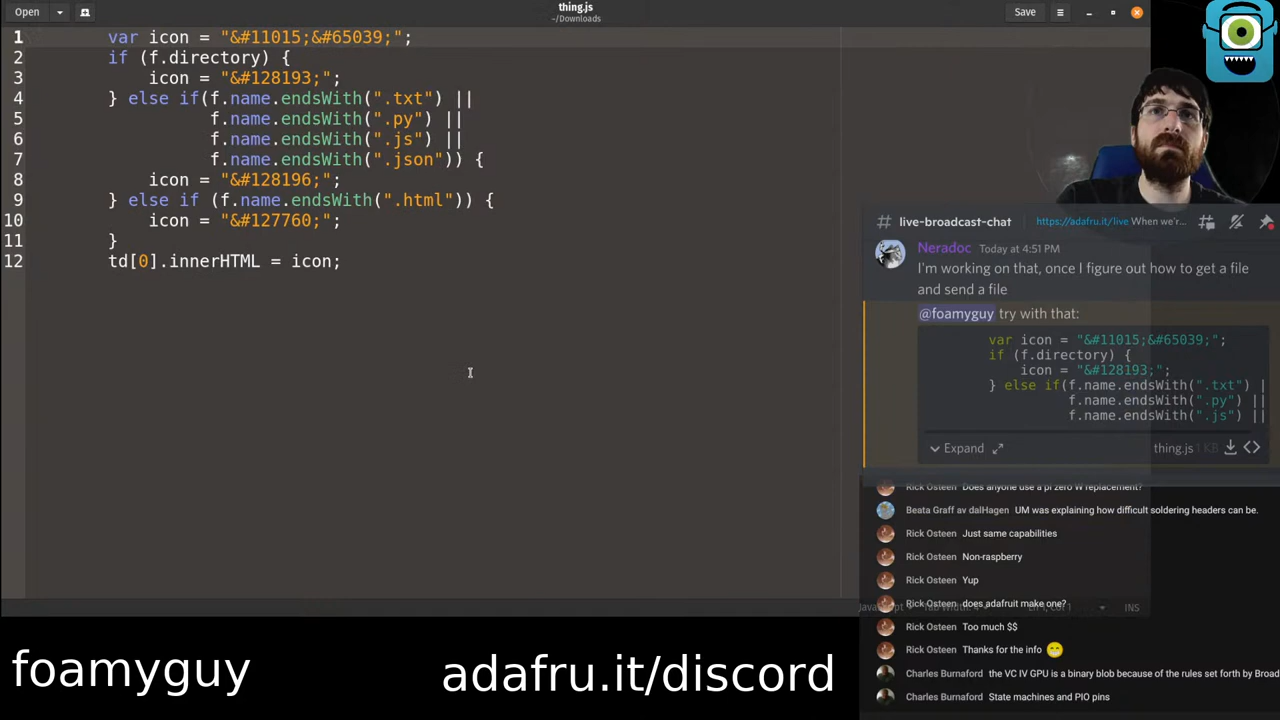 Open
thing.js
~/Downloads
Save
1 var icon = "&#11015;&#65039;";
2 if (f.directory) {
3 icon = "&#128193;";
4 } else if(f.name.endsWith(".txt") ||
5 f.name.endsWith(".py") ||
6 f.name.endsWith(".js") ||
7 f.name.endsWith(".json")) {
8 icon = "&#128196;";
9 } else if (f.name.endsWith(".html")) {
10 icon = "&#127760;";
11 }
12 td[0].innerHTML = icon;
# live-broadcast-chat https://adafru.it/live When we'r...
Neradoc Today at 4:51 PM
I'm working on that, once I figure out how to get a file
and send a file
@foamyguy try with that:
var icon = "&#11015;&#65039;";
if (f.directory) {
icon = "&#128193;";
} else if(f.name.endsWith(".txt") |
f.name.endsWith(".py") ||
f.name.endsWith(".js") ||
Expand thing.js 1 KB
Rick Osteen Does anyone use a pi zero W replacement?
Beata Graff av dalHagen UM was explaining how difficult soldering headers can be.
Rick Osteen Just same capabilities
Rick Osteen Non-raspberry
Rick Osteen Yup
Rick Osteen does adafruit make one?
INS
Rick Osteen Too much $$
Rick Osteen Thanks for the info
Charles Burnaford the VC IV GPU is a binary blob because of the rules set forth by Broad
Charles Burnaford State machines and PIO pins
foamyguy adafru.it/discord